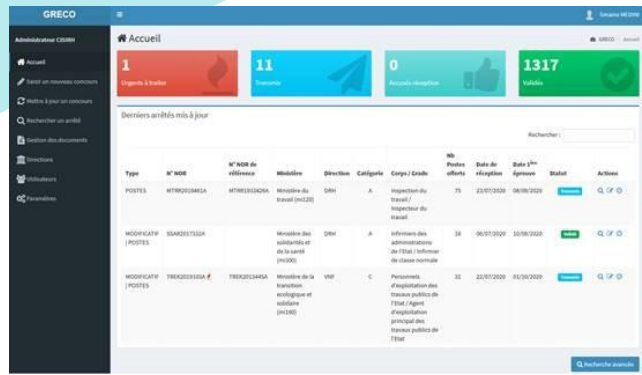 GRECO
Administrateur CISIRH
Accueil
Saisir un nouveau concours
Mettre à jour un concours
Rechercher un arrêté
Gestion des documents
Directions
Utilisateurs
Paramètres
Accueil
GRECO
Accueil
1
Urgents à traiter
11
Transmis
0
Accusés réception
1317
Validés
Derniers arrêtés mis à jour
Rechercher :
Type
N° NOR
N° NOR de référence
Ministère
Direction
Catégorie
Corps / Grade
Nb Postes offerts
Date de réception
Date 1ère épreuve
Statut
Actions
POSTES
Ministère du travail (mi120)
DRH
A
Inspection du travail / Inspecteur du travail
75
23/07/2020
08/08/2020
Transmis
MODIFICATIF | POSTES
SSAR2017332A
Ministère des solidarités et de la santé (mi300)
DRH
A
Infirmiers des administrations de l'Etat / Infirmier de classe normale
06/07/2020
10/08/2020
Validé
MODIFICATIF | POSTES
TREK2019103A
TREK2013445A
Ministère de la transition écologique et solidaire
VNF
C
Personnels d'exploitation des travaux publics de l'Etat / Agent d'exploitation principal des travaux publics de l'Etat
32
22/07/2020
01/10/2020
Transmis
Recherche avancée